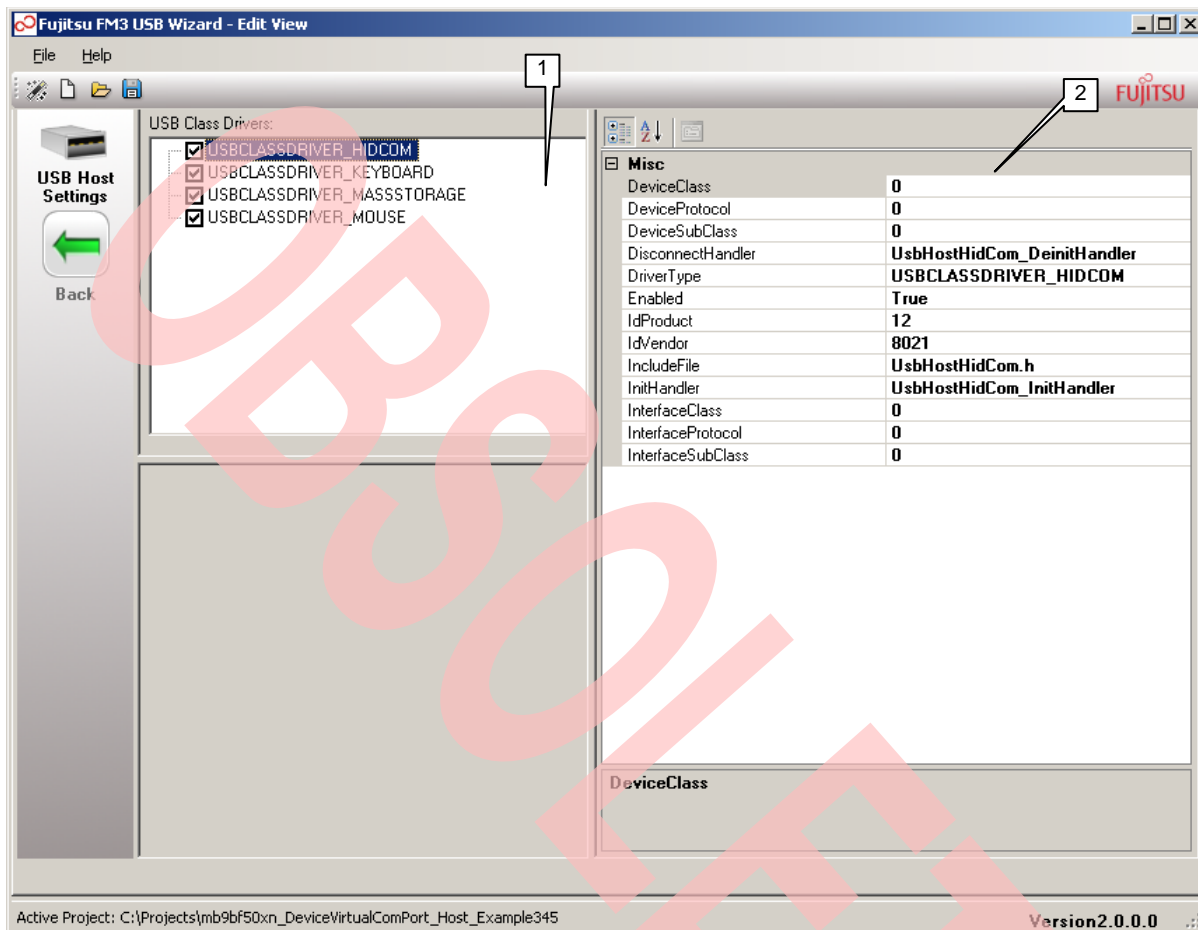 Fujitsu FM3 USB Wizard - Edit View
File Help
1
2
FUJITSU
USB Host
Settings
Back
USB Class Drivers:
USBCLASSDRIVER_HIDCOM
USBCLASSDRIVER_KEYBOARD
USBCLASSDRIVER_MASSSTORAGE
USBCLASSDRIVER_MOUSE
Misc
DeviceClass 0
DeviceProtocol 0
DeviceSubClass 0
DisconnectHandler UsbHostHidCom_DeinitHandler
DriverType USBCLASSDRIVER_HIDCOM
Enabled True
IdProduct 12
IdVendor 8021
IncludeFile UsbHostHidCom.h
InitHandler UsbHostHidCom_InitHandler
InterfaceClass 0
InterfaceProtocol 0
InterfaceSubClass 0
DeviceClass
Active Project: C:\Projects\mb9bf50xn_DeviceVirtualComPort_Host_Example345
Version2.0.0.0